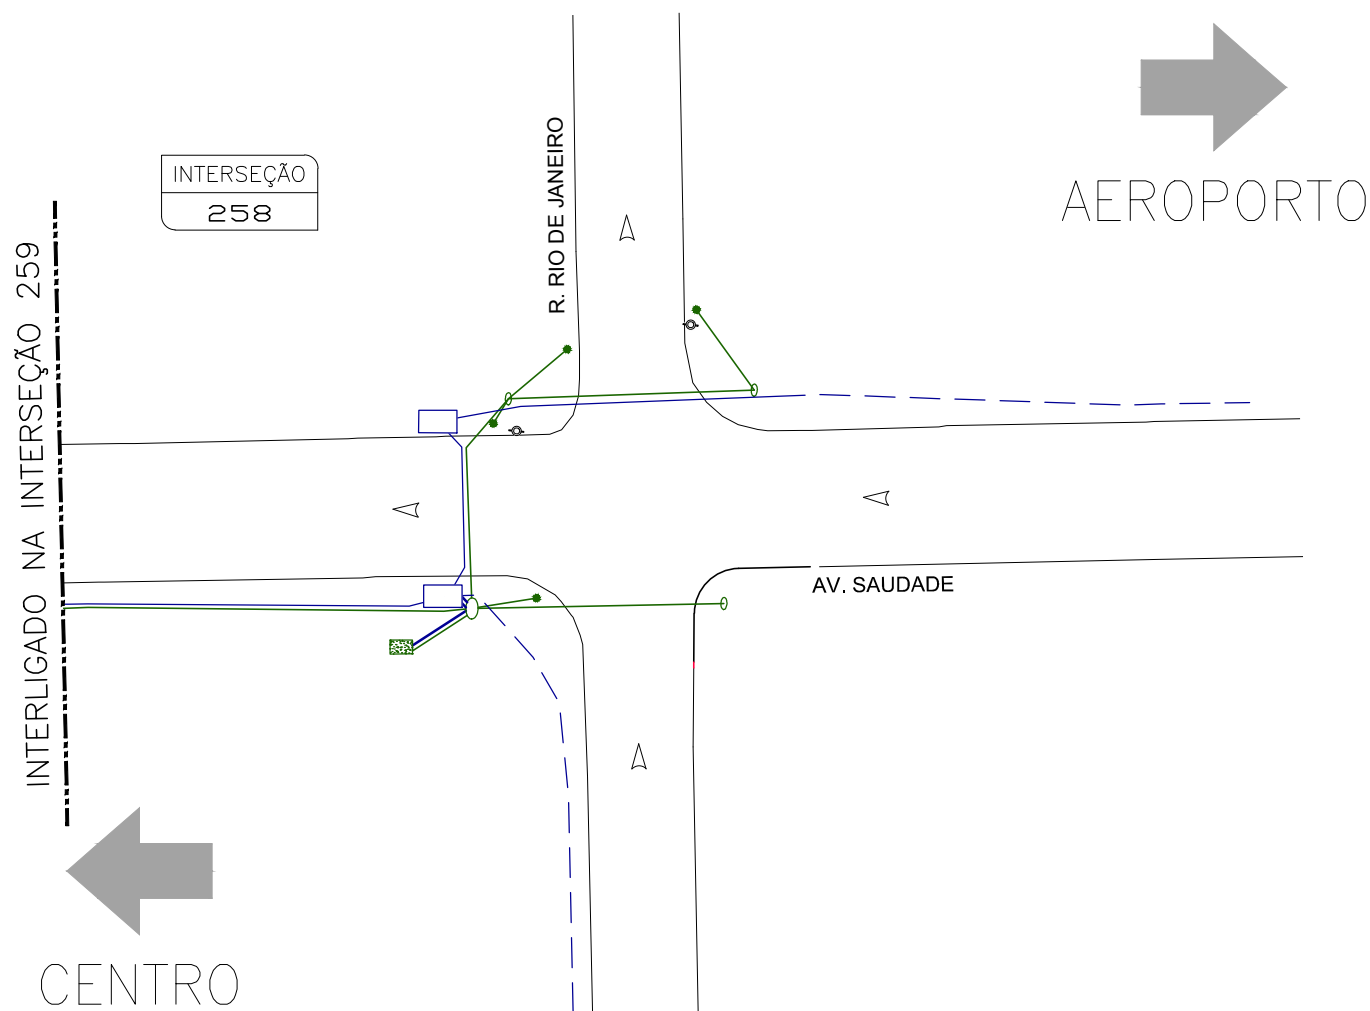 INTERSEÇÃO
258
R. RIO DE JANEIRO
AEROPORTO
INTERLIGADO NA INTERSEÇÃO 259
AV. SAUDADE
CENTRO